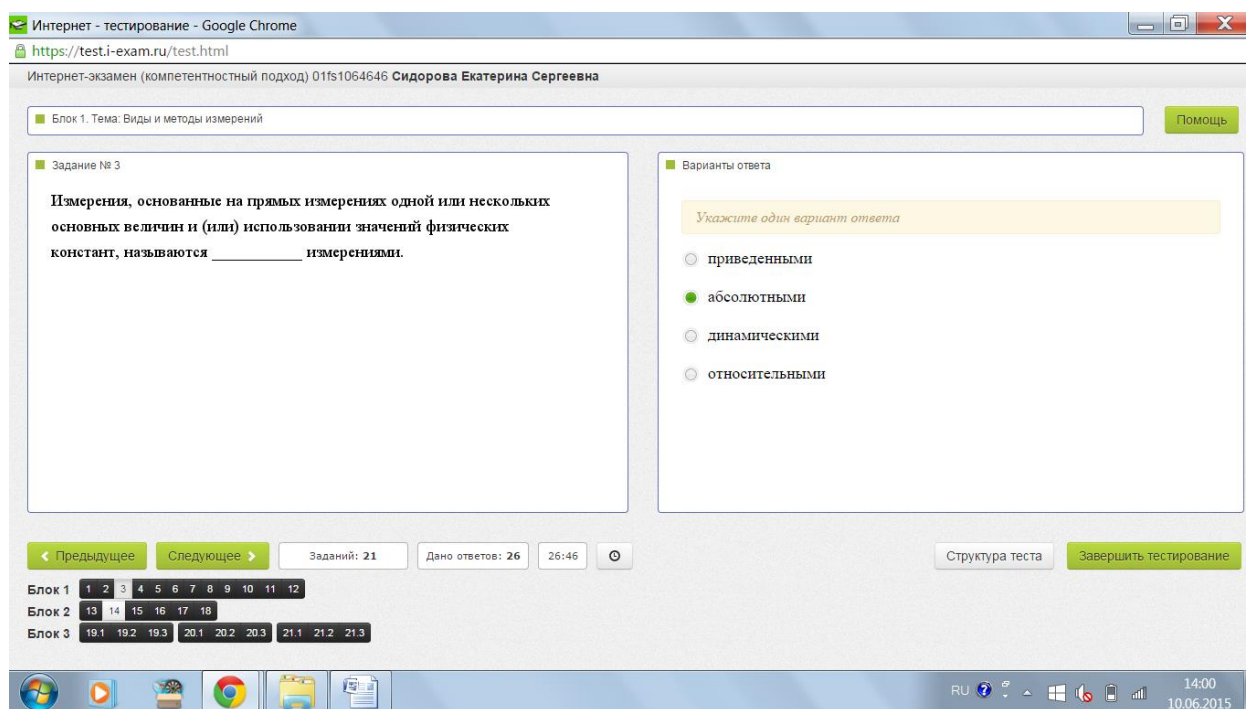 Интернет - тестирование - Google Chrome
https://test.i-exam.ru/test.html
Интернет-экзамен (компетентностный подход) 01fs1064646 Сидорова Екатерина Сергеевна
Блок 1. Тема: Виды и методы измерений
Помощь
Задание № 3
Измерения, основанные на прямых измерениях одной или нескольких
основных величин и (или) использовании значений физических
констант, называются ____________ измерениями.
Варианты ответа
Укажите один вариант ответа
приведенными
абсолютными
динамическими
относительными
Предыдущее
Следующее
Заданий: 21
Дано ответов: 26
26:46
Структура теста
Завершить тестирование
Блок 1 1 2 3 4 5 6 7 8 9 10 11 12
Блок 2 13 14 15 16 17 18
Блок 3 19.1 19.2 19.3 20.1 20.2 20.3 21.1 21.2 21.3
RU
14:00
10.06.2015